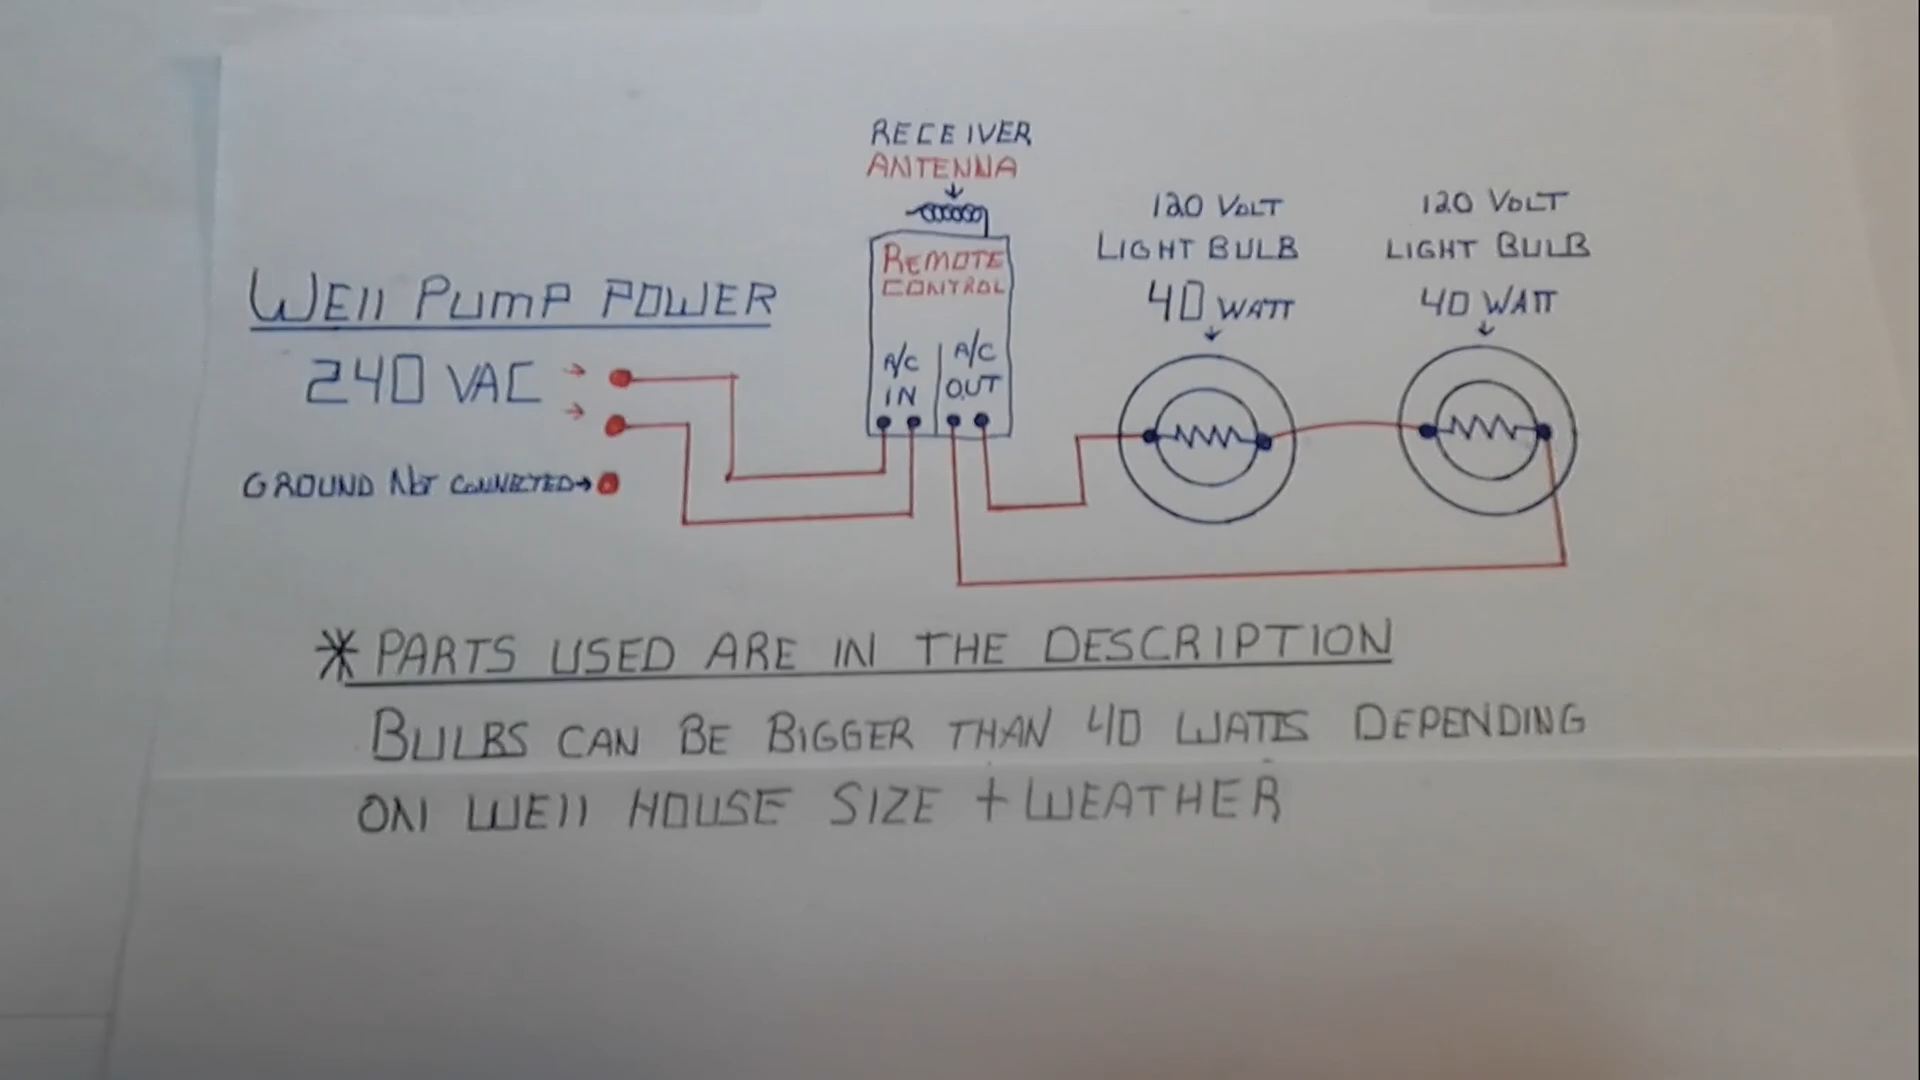 RECEIVER
ANTENNA
120 VOLT
LIGHT BULB
40 WATT
120 VOLT
LIGHT BULB
40 WATT
REMOTE
CONTROL
A/C
IN
A/C
OUT
WEll PUmP POWER
240 VAC
GROUND NOT CONNECTED
* PARTS USED ARE IN THE DESCRIPTION
BULBS CAN BE BIGGER THAN 40 WATTS DEPENDING
ON WEll HOUSE SIZE + WEATHER